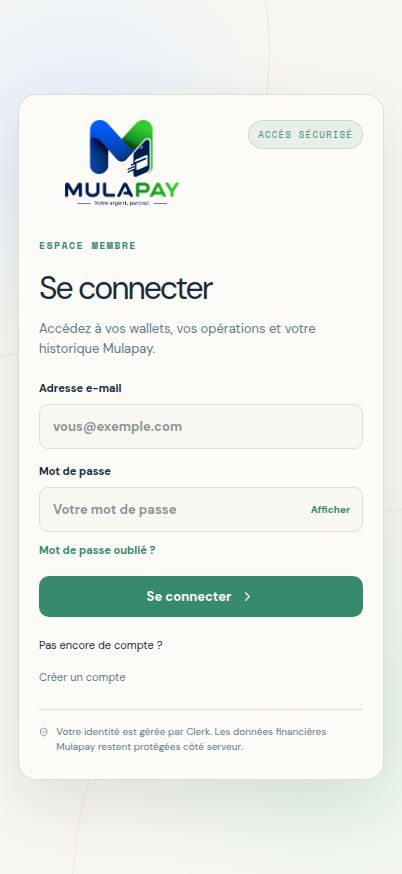 MULAPAY
Votre argent, partout.
ACCÈS SÉCURISÉ
ESPACE MEMBRE
Se connecter
Accédez à vos wallets, vos opérations et votre
historique Mulapay.
Adresse e-mail
vous@exemple.com
Mot de passe
Votre mot de passe
Afficher
Mot de passe oublié ?
Se connecter
Pas encore de compte ?
Créer un compte
Votre identité est gérée par Clerk. Les données financières
Mulapay restent protégées côté serveur.